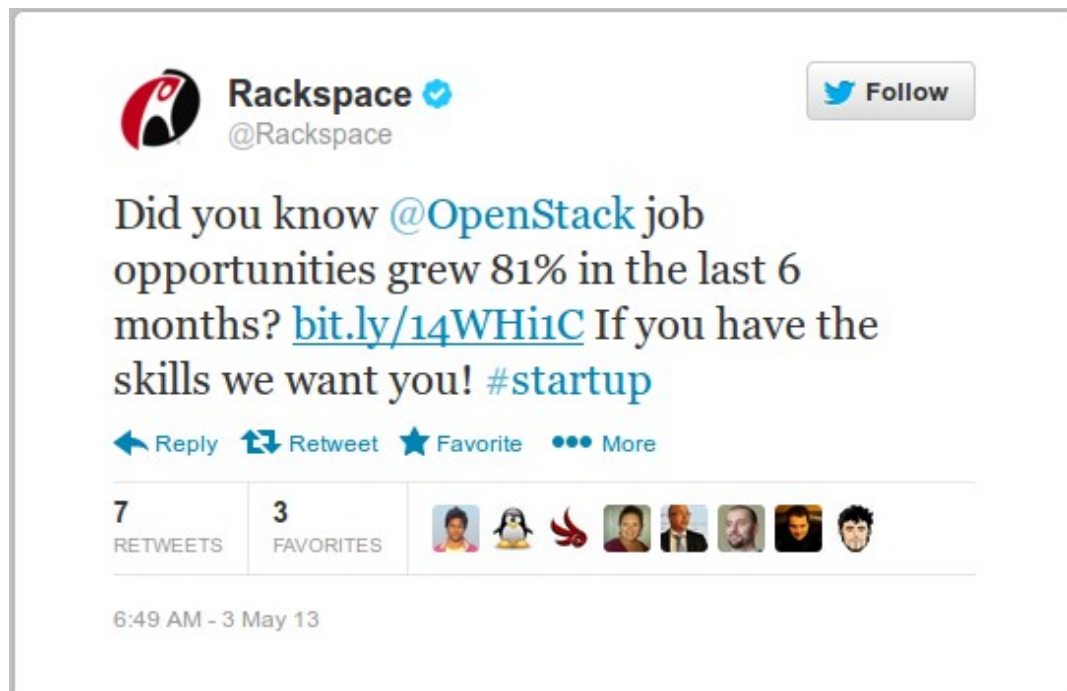 Rackspace
@Rackspace
Follow
Did you know @OpenStack job
opportunities grew 81% in the last 6
months? bit.ly/14WHi1C If you have the
skills we want you! #startup
Reply Retweet Favorite More
7 3
RETWEETS FAVORITES
6:49 AM - 3 May 13